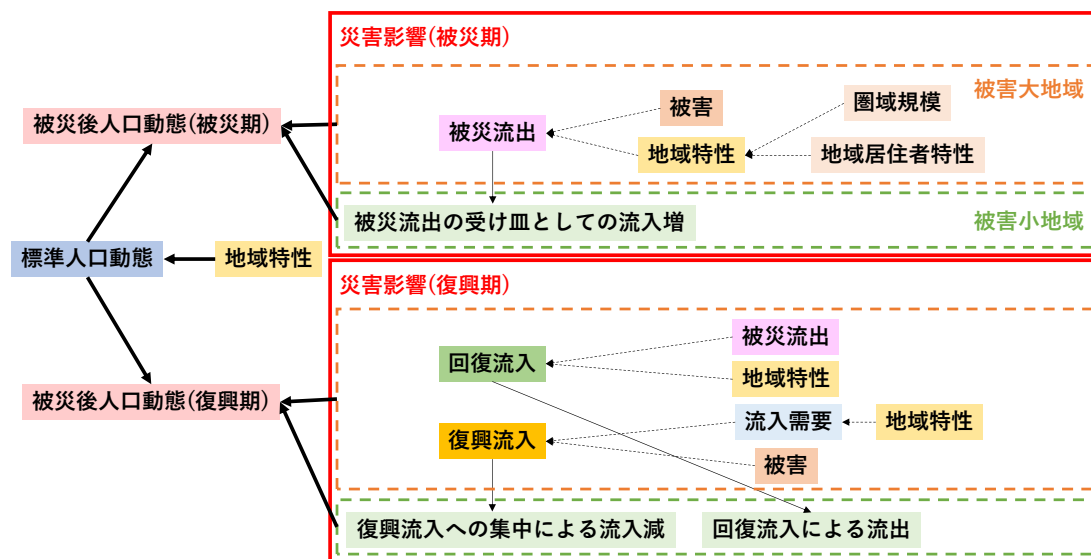 災害影響(被災期)
被害大地域
圏域規模
被害
被災後人口動態(被災期)
被災流出
地域特性
地域居住者特性
被災流出の受け皿としての流入増
被害小地域
標準人口動態
地域特性
災害影響(復興期)
被災流出
回復流入
地域特性
被災後人口動態(復興期)
流入需要
地域特性
復興流入
被害
復興流入への集中による流入減
回復流入による流出